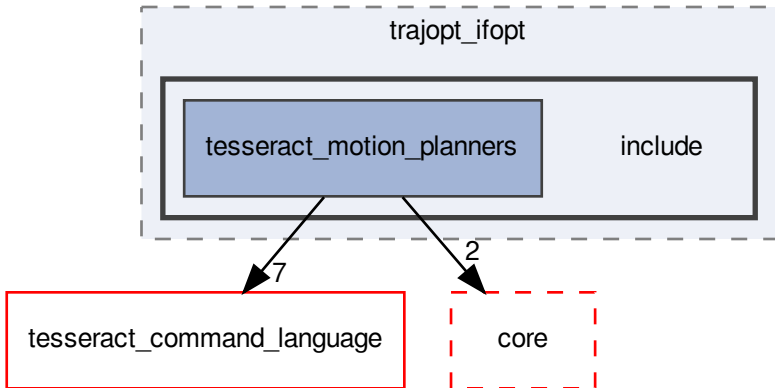 trajopt_ifopt
tesseract_motion_planners
include
7
2
tesseract_command_language
core